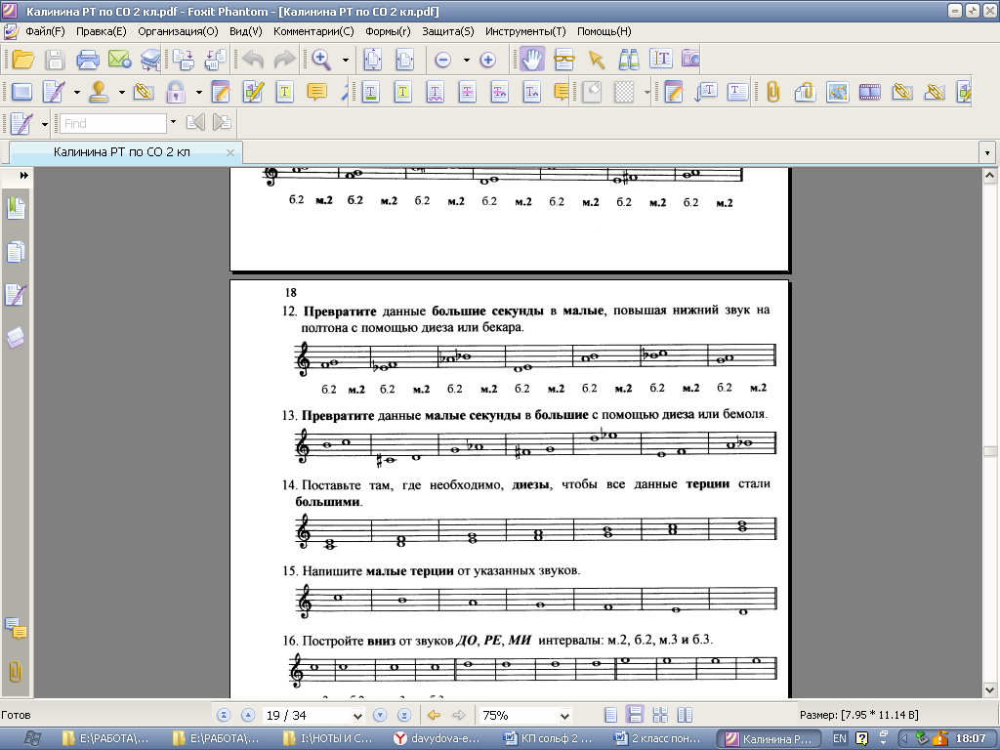 Калинина РТ по СО 2 кл.pdf - Foxit Phantom - [Калинина РТ по СО 2 кл.pdf]
Файл(F) Правка(E) Организация(O) Вид(V) Комментарии(C) Формы(r) Защита(S) Инструменты(T) Помощь(H)
Find
Калинина РТ по СО 2 кл
б.2 м.2 б.2 м.2 б.2 м.2 б.2 м.2 б.2 м.2 б.2 м.2 б.2 м.2
18
12. Превратите данные большие секунды в малые, повышая нижний звук на
полтона с помощью диеза или бекара.
б.2 м.2 б.2 м.2 б.2 м.2 б.2 м.2 б.2 м.2 б.2 м.2 б.2 м.2
13. Превратите данные малые секунды в большие с помощью диеза или бемоля.
14. Поставьте там, где необходимо, диезы, чтобы все данные терции стали
большими.
15. Напишите малые терции от указанных звуков.
16. Постройте вниз от звуков ДО, РЕ, МИ интервалы: м.2, б.2, м.3 и б.3.
Готово
19 / 34
75%
Размер: [7.95 * 11.14 В]
E:\РАБОТА\...
E:\РАБОТА\...
I:\НОТЫ И С...
davydova-e...
КП сольф 2 ...
2 класс пон...
Калинина Р...
EN
18:07